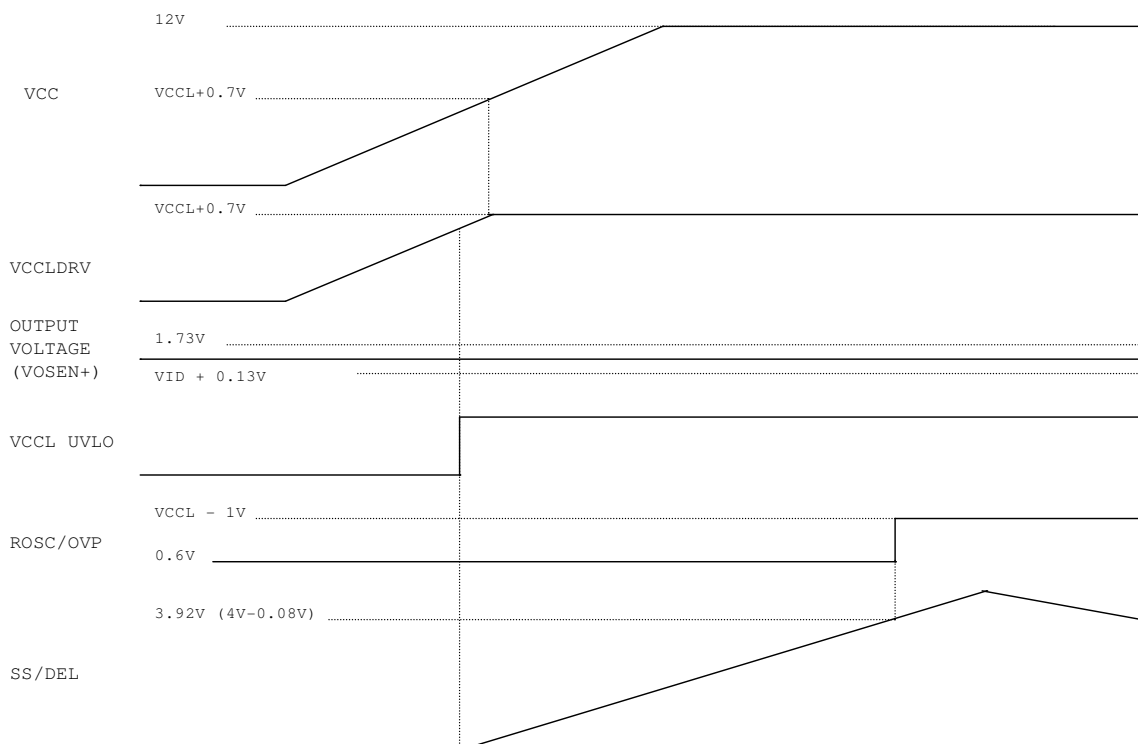 12V
VCC
VCCL+0.7V
VCCL+0.7V
VCCLDRV
OUTPUT
VOLTAGE
(VOSEN+)
1.73V
VID + 0.13V
VCCL UVLO
VCCL - 1V
ROSC/OVP
0.6V
3.92V (4V-0.08V)
SS/DEL